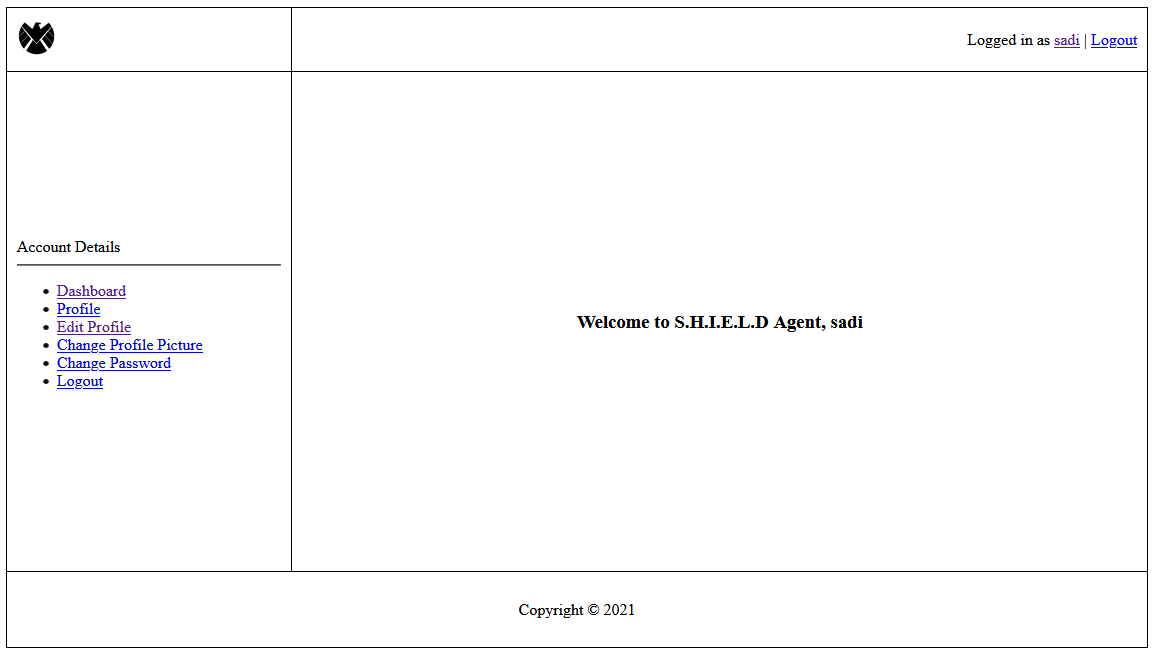 Logged in as sadi | Logout
Account Details
Dashboard
Profile
Edit Profile
Change Profile Picture
Change Password
Logout
Welcome to S.H.I.E.L.D Agent, sadi
Copyright © 2021